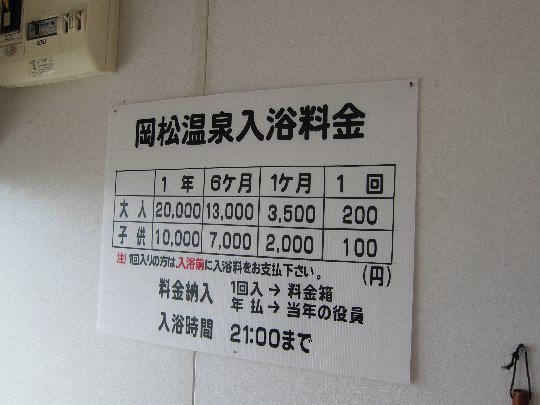 岡松温泉入浴料金
1年 6ケ月 1ケ月 1回
大人 20,000 13,000 3,500 200
子供 10,000 7,000 2,000 100
注)1回入りの方は、入浴前に入浴料をお支払下さい。 (円)
料金納入 1回入→料金箱
年払→当年の役員
入浴時間 21:00まで